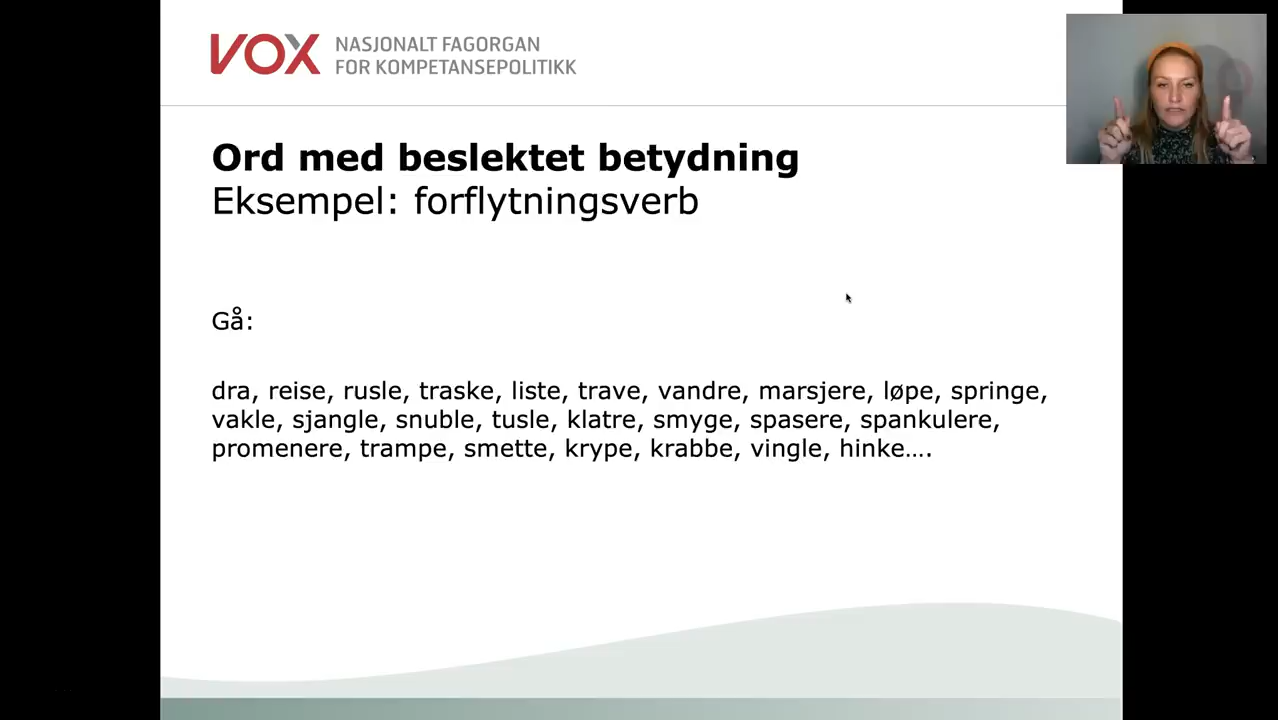 VOX NASJONALT FAGORGAN
FOR KOMPETANSEPOLITIKK
Ord med beslektet betydning
Eksempel: forflytningsverb
Gå:
dra, reise, rusle, traske, liste, trave, vandre, marsjere, løpe, springe,
vakle, sjangle, snuble, tusle, klatre, smyge, spasere, spankulere,
promenere, trampe, smette, krype, krabbe, vingle, hinke….